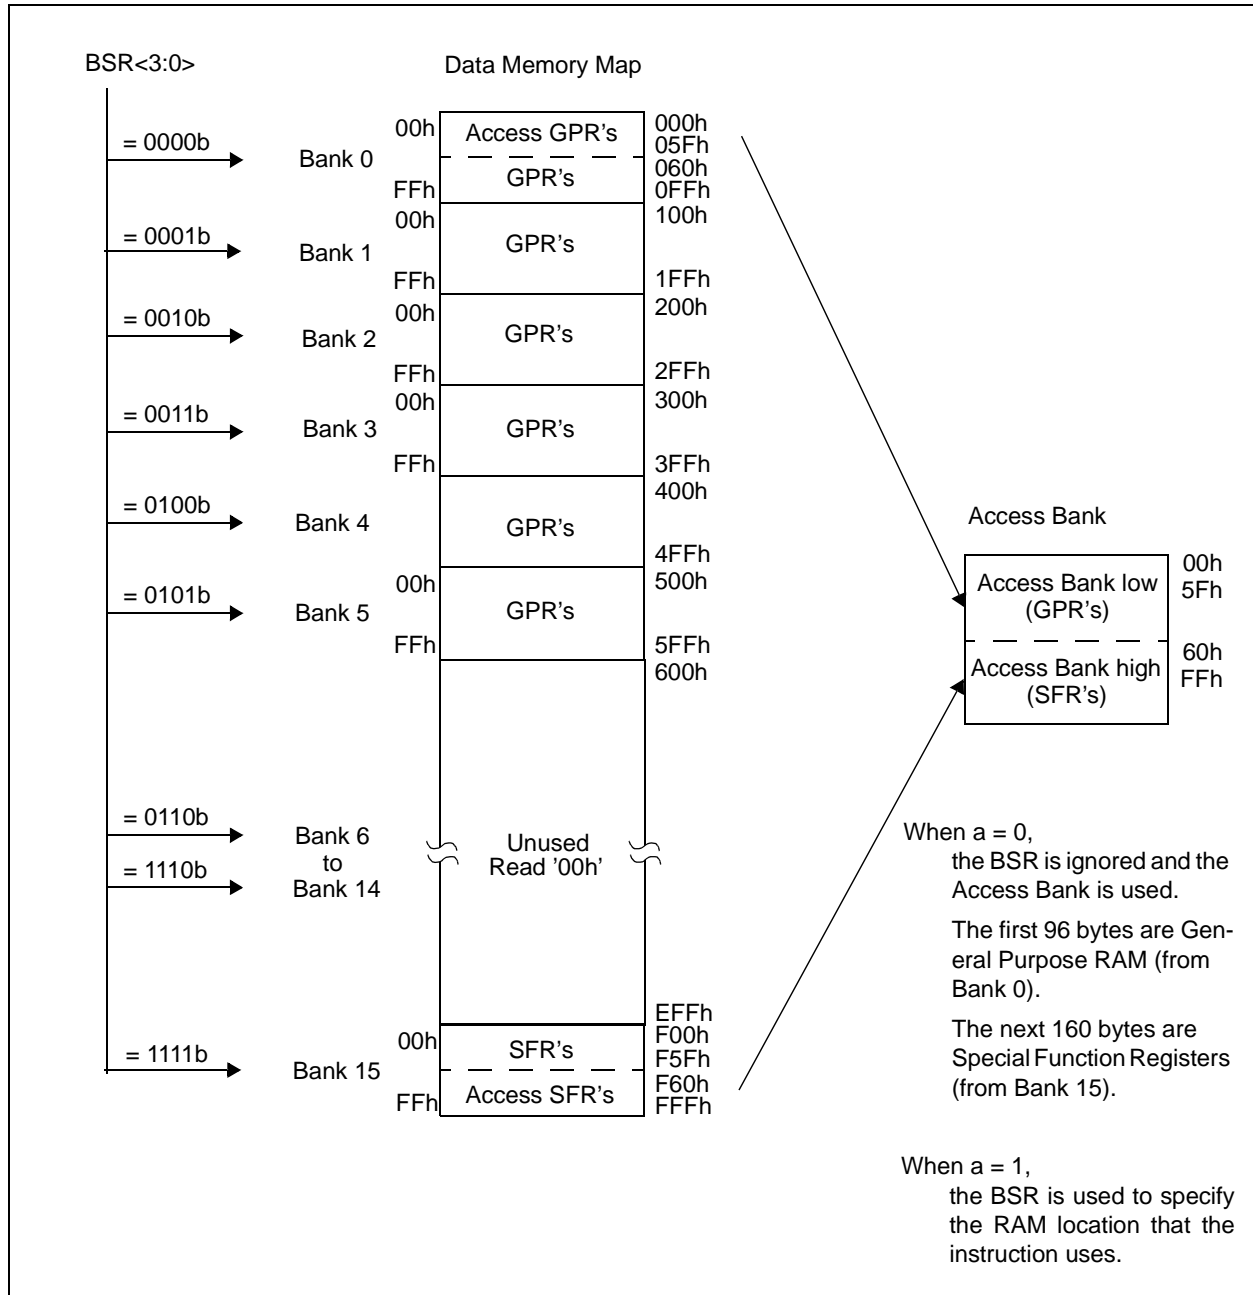 BSR<3:0>
Data Memory Map
= 0000b
Bank 0
00h
FFh
Access GPR's
GPR's
000h
05Fh
060h
0FFh
= 0001b
Bank 1
00h
FFh
GPR's
100h
1FFh
= 0010b
Bank 2
00h
FFh
GPR's
200h
2FFh
= 0011b
Bank 3
00h
FFh
GPR's
300h
3FFh
= 0100b
Bank 4
GPR's
400h
4FFh
= 0101b
Bank 5
00h
FFh
GPR's
500h
5FFh
600h
= 0110b
= 1110b
Bank 6
to
Bank 14
Unused
Read '00h'
EFFh
= 1111b
Bank 15
00h
FFh
SFR's
Access SFR's
F00h
F5Fh
F60h
FFFh
Access Bank
Access Bank low
(GPR's)
00h
5Fh
Access Bank high
(SFR's)
60h
FFh
When a = 0,
the BSR is ignored and the
Access Bank is used.
The first 96 bytes are Gen-
eral Purpose RAM (from
Bank 0).
The next 160 bytes are
Special Function Registers
(from Bank 15).
When a = 1,
the BSR is used to specify
the RAM location that the
instruction uses.